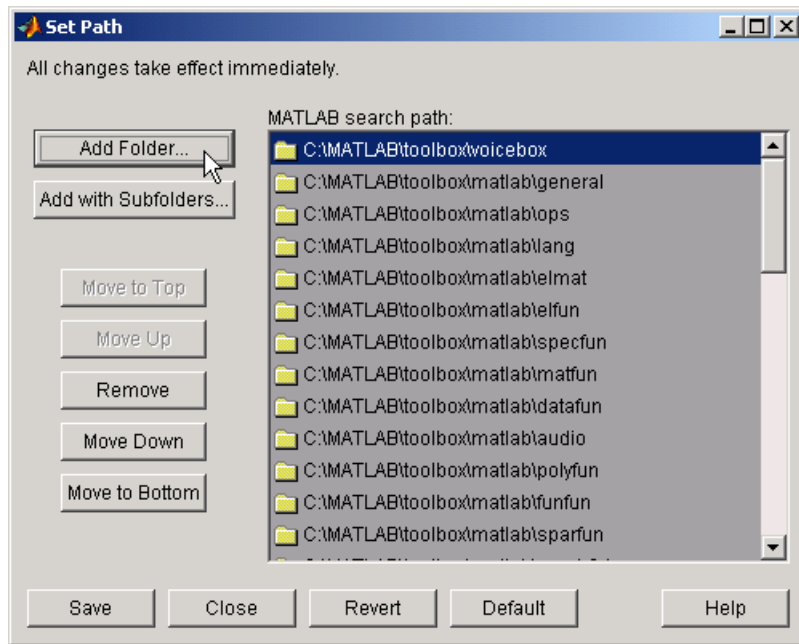 Set Path
All changes take effect immediately.
MATLAB search path:
Add Folder...
Add with Subfolders...
Move to Top
Move Up
Remove
Move Down
Move to Bottom
C:\MATLAB\toolbox\voicebox
C:\MATLAB\toolbox\matlab\general
C:\MATLAB\toolbox\matlab\ops
C:\MATLAB\toolbox\matlab\lang
C:\MATLAB\toolbox\matlab\elmat
C:\MATLAB\toolbox\matlab\elfun
C:\MATLAB\toolbox\matlab\specfun
C:\MATLAB\toolbox\matlab\matfun
C:\MATLAB\toolbox\matlab\datafun
C:\MATLAB\toolbox\matlab\audio
C:\MATLAB\toolbox\matlab\polyfun
C:\MATLAB\toolbox\matlab\funfun
C:\MATLAB\toolbox\matlab\sparfun
Save
Close
Revert
Default
Help